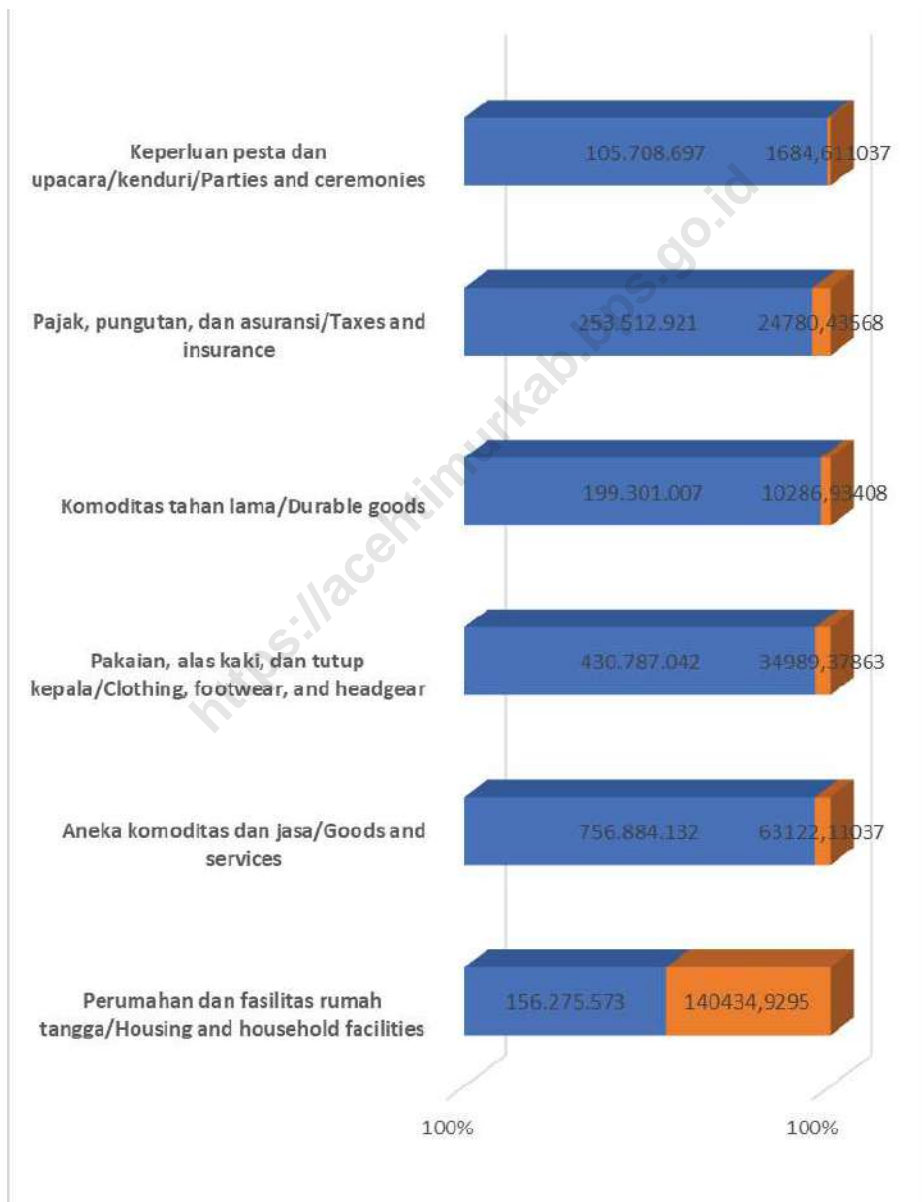 Keperluan pesta dan
upacara/kenduri/Parties and ceremonies
105.708.697 1684,611037
Pajak, pungutan, dan asuransi/Taxes and
insurance
253.512.921 24780,43568
Komoditas tahan lama/Durable goods
199.301.007 10286,93408
Pakaian, alas kaki, dan tutup
kepala/Clothing, footwear, and headgear
430.787.042 34989,37863
Aneka komoditas dan jasa/Goods and
services
756.884.132 63122,11037
Perumahan dan fasilitas rumah
tangga/Housing and household facilities
156.275.573 140434,9295
100% 100%
https://acehtimurkab.bps.go.id